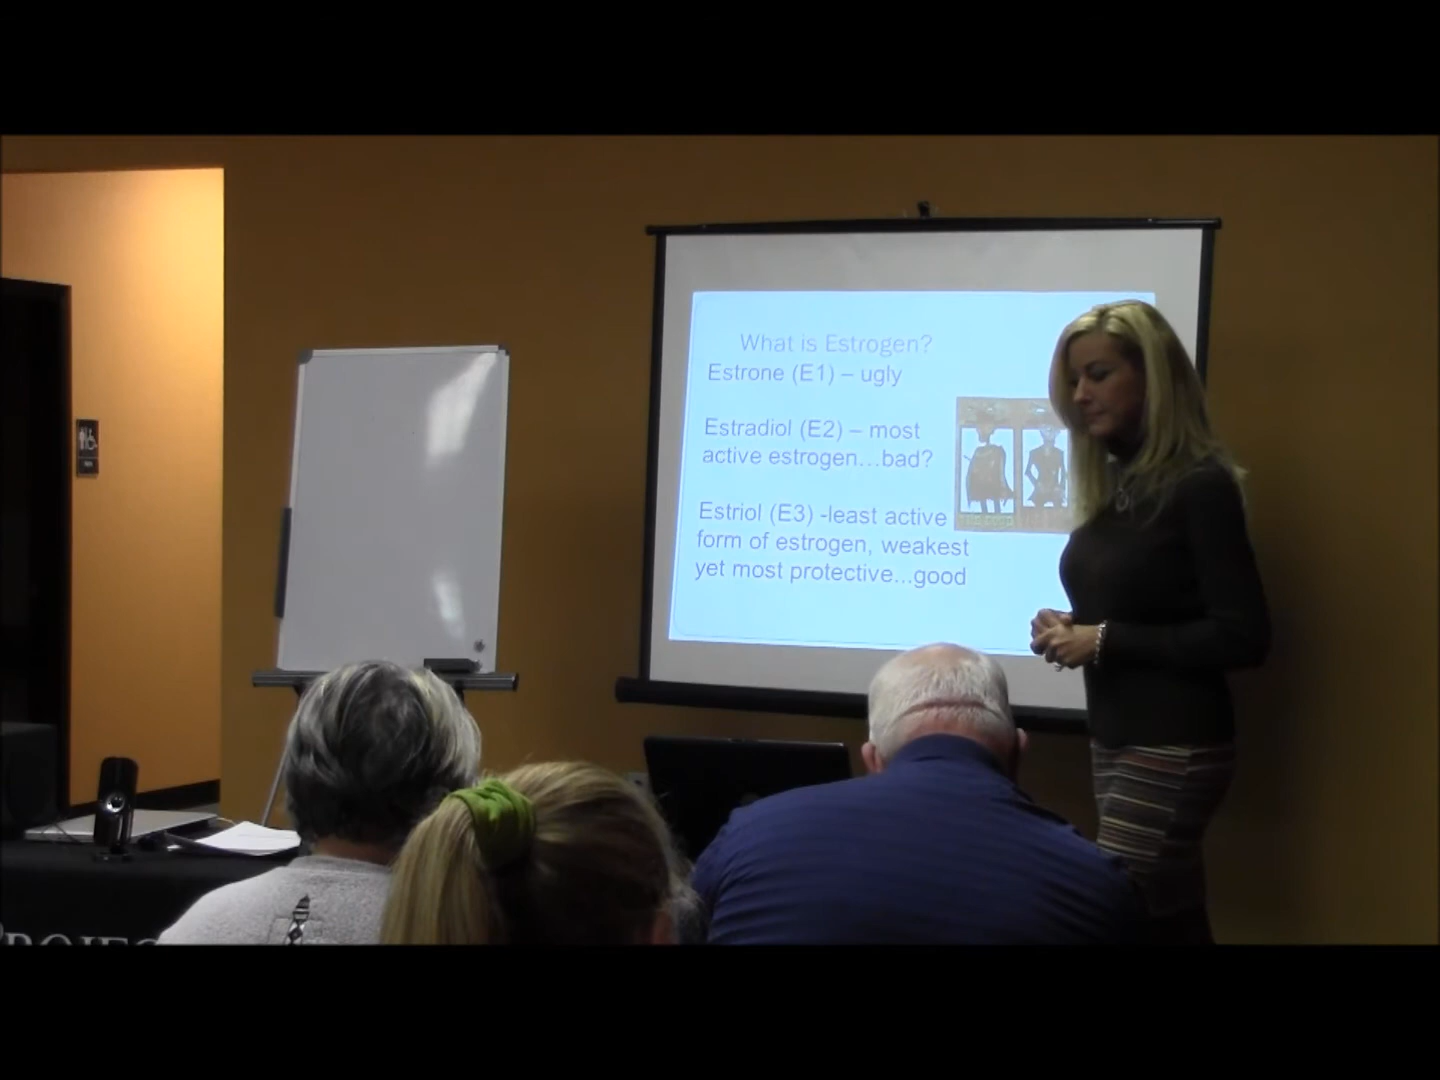 What is Estrogen?
Estrone (E1) – ugly
Estradiol (E2) – most
active estrogen...bad?
Estriol (E3) -least active
form of estrogen, weakest
yet most protective...good